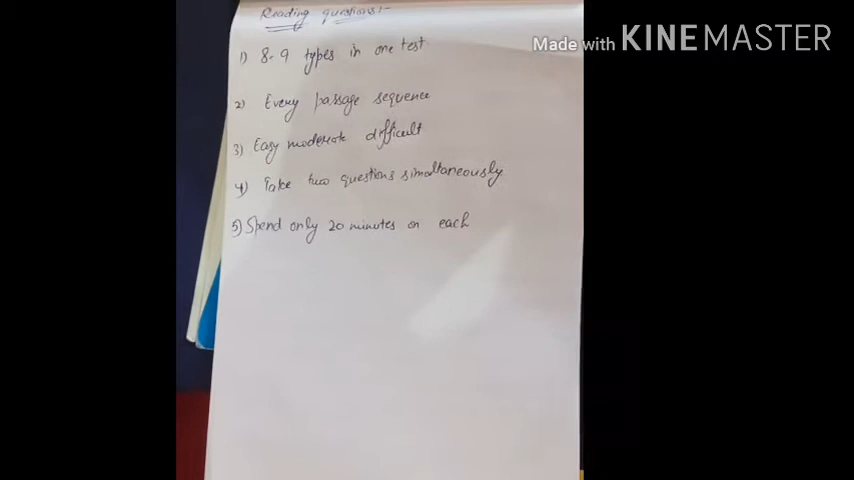 Reading questions:-
Made with KINEMASTER
1) 8-9 types in one test
2) Every passage sequence
3) Easy moderate difficult
4) Take two questions simultaneously
5) Spend only 20 minutes on each